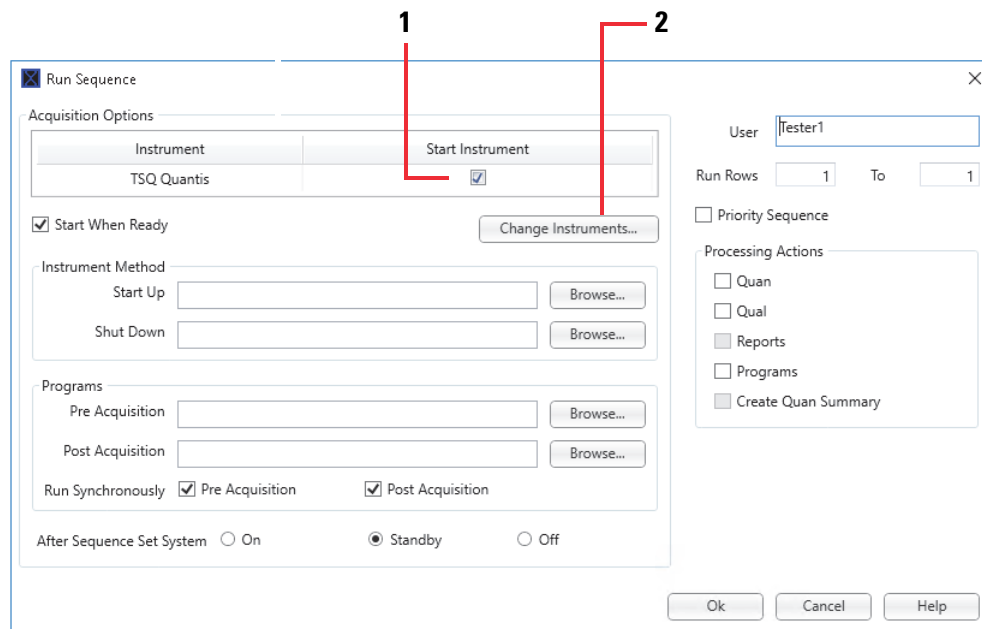 1
2
Run Sequence
Acquisition Options
Instrument Start Instrument
TSQ Quantis
Start When Ready
Change Instruments...
Instrument Method
Start Up Browse...
Shut Down Browse...
Programs
Pre Acquisition Browse...
Post Acquisition Browse...
Run Synchronously Pre Acquisition Post Acquisition
After Sequence Set System On Standby Off
User Tester1
Run Rows 1 To 1
Priority Sequence
Processing Actions
Quan
Qual
Reports
Programs
Create Quan Summary
Ok Cancel Help